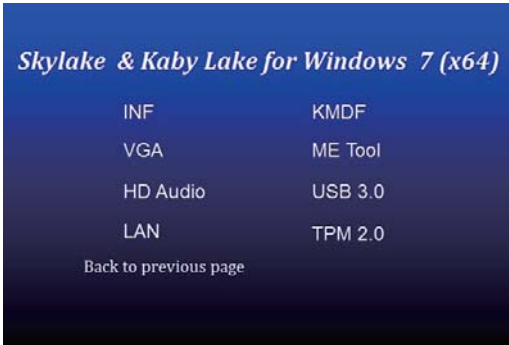 Skylake & Kaby Lake for Windows 7 (x64)
INF
KMDF
VGA
ME Tool
HD Audio
USB 3.0
LAN
TPM 2.0
Back to previous page